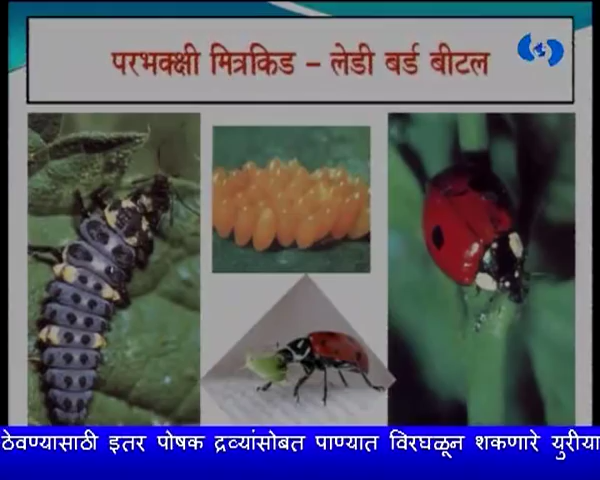 परभक्षी मित्रकिड – लेडी बर्ड बीटल
ठेवण्यासाठी इतर पोषक द्रव्यांसोबत पाण्यात विरघळून शकणारे युरीया